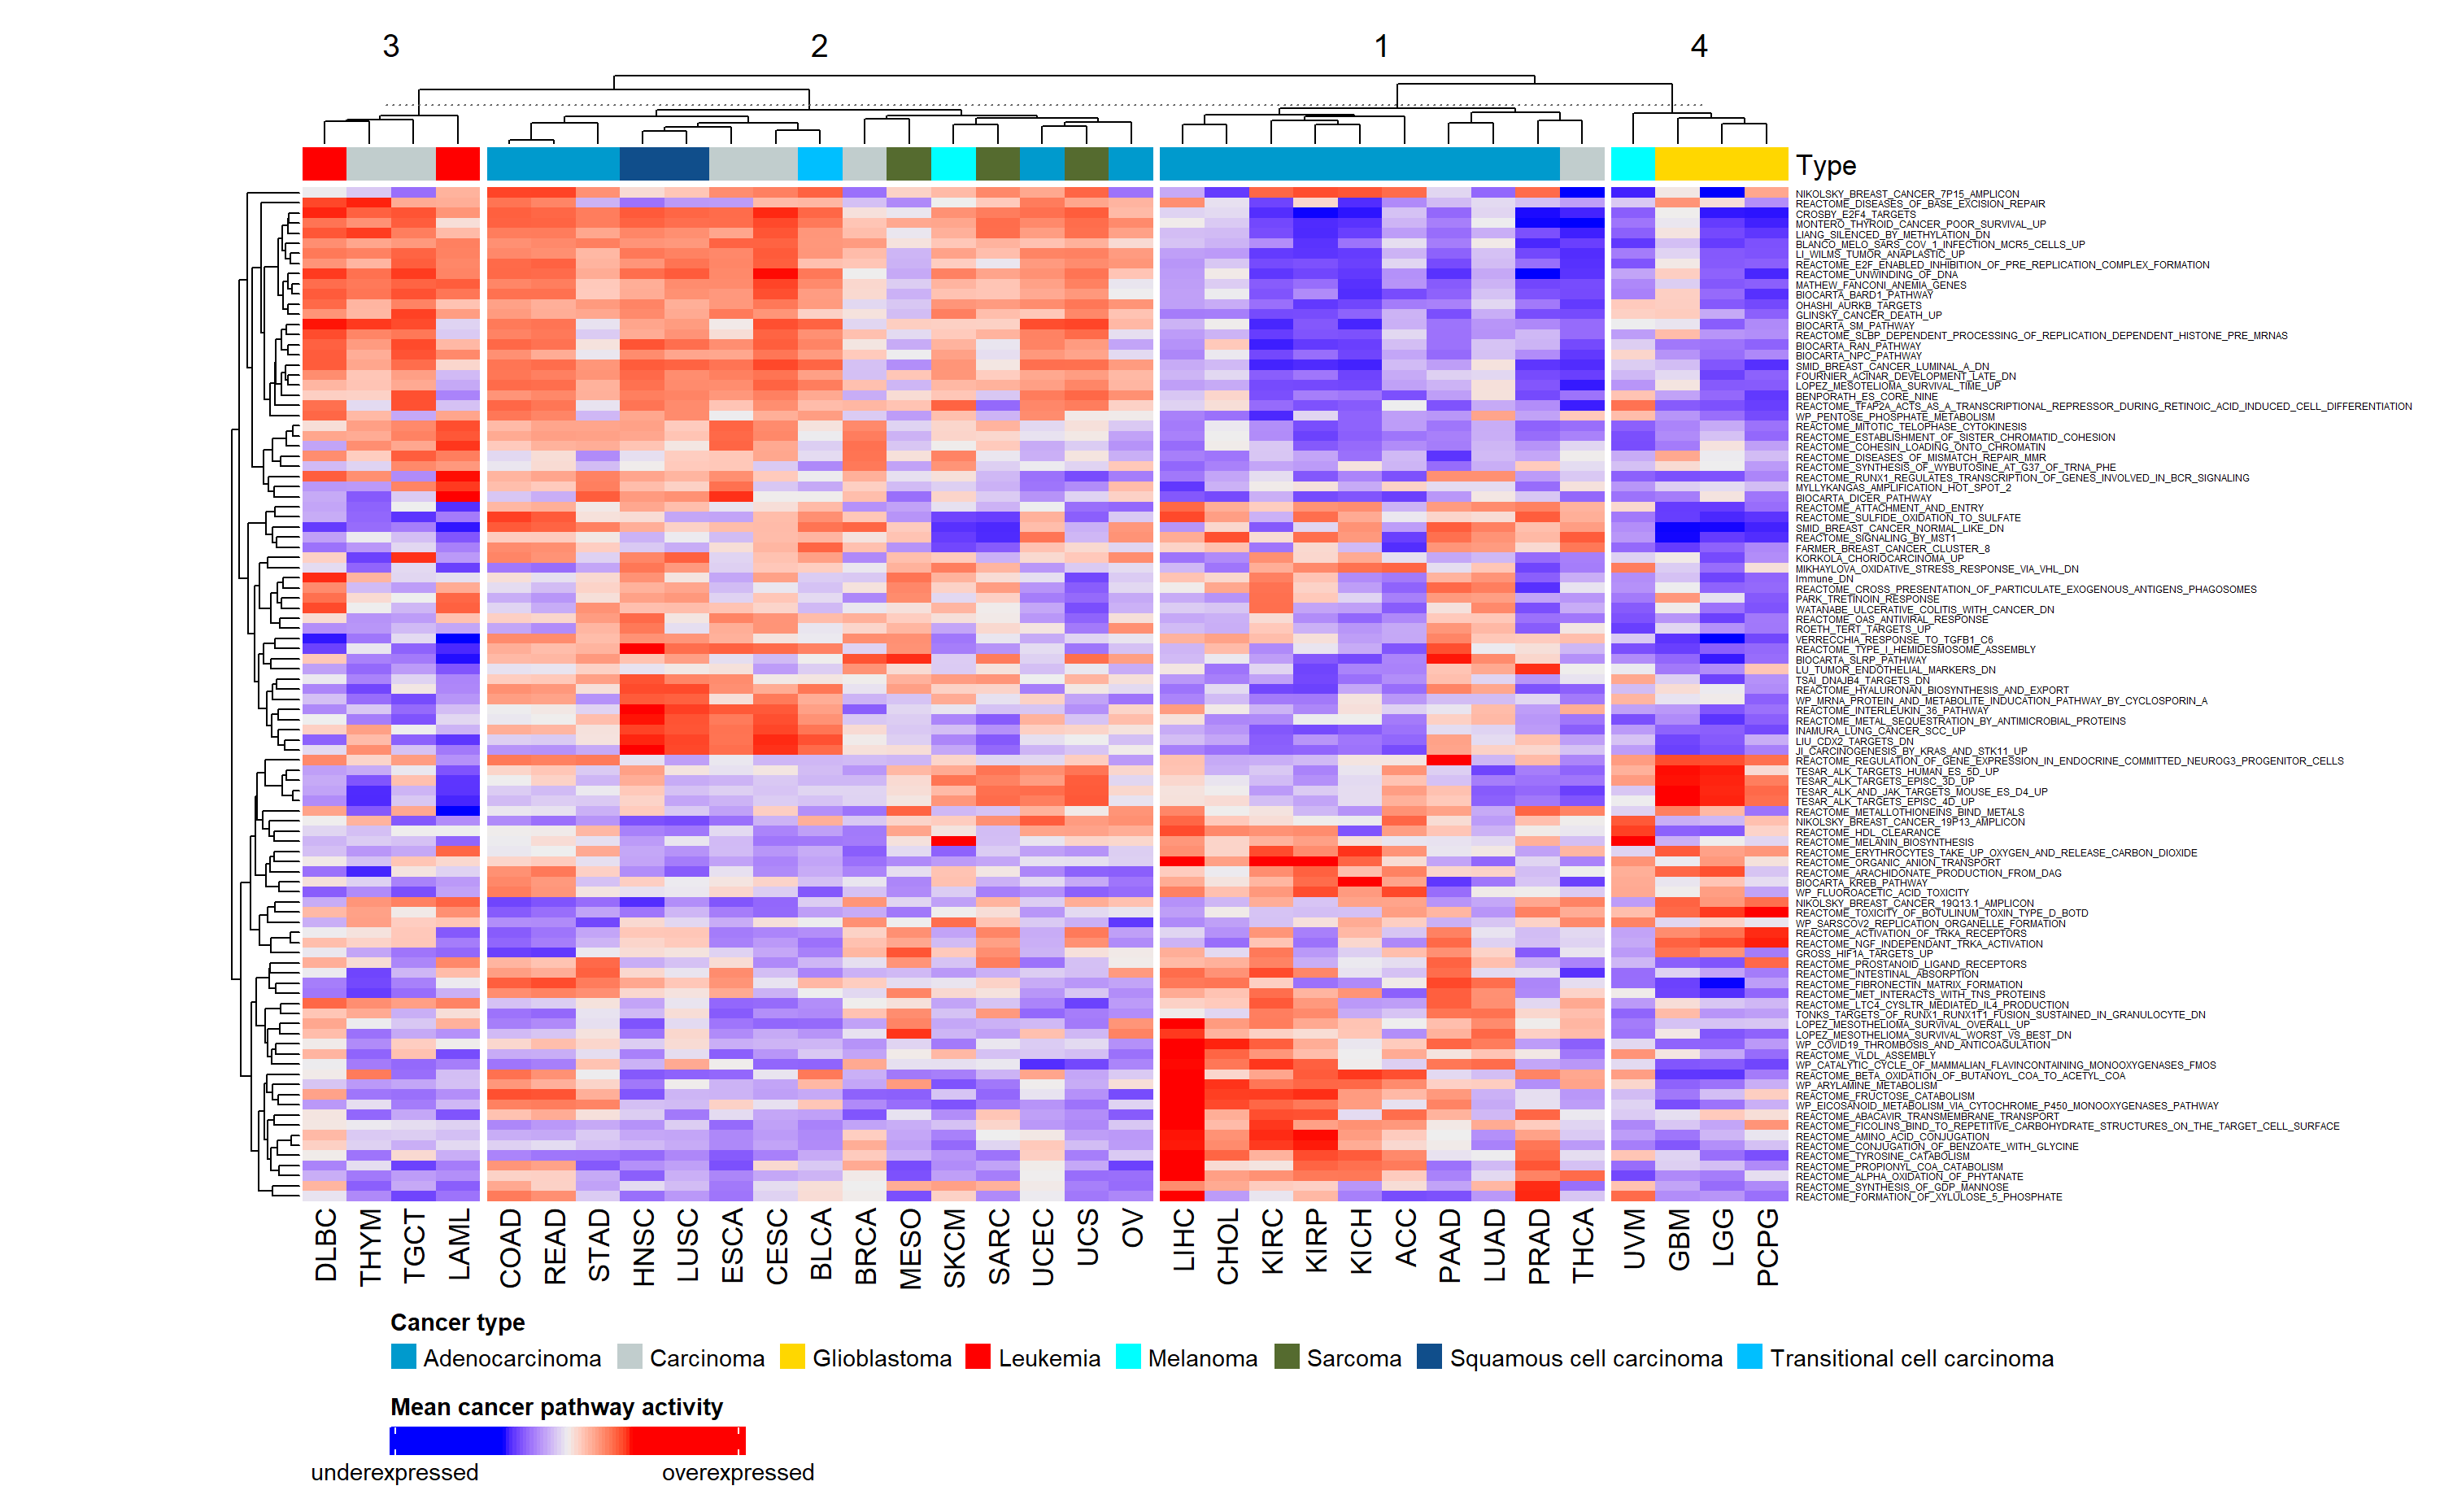 3 2 1 4
Type
NIKOLSKY_BREAST_CANCER_7P15_AMPLICON
REACTOME_DISEASES_OF_BASE_EXCISION_REPAIR
CROSBY_E2F4_TARGETS
MONTERO_THYROID_CANCER_POOR_SURVIVAL_UP
LIANG_SILENCED_BY_METHYLATION_DN
BLANCO_MELO_SARS_COV_1_INFECTION_MCR5_CELLS_UP
LI_WILMS_TUMOR_ANAPLASTIC_UP
REACTOME_E2F_ENABLED_INHIBITION_OF_PRE_REPLICATION_COMPLEX_FORMATION
REACTOME_UNWINDING_OF_DNA
MATHEW_FANCONI_ANEMIA_GENES
BIOCARTA_BARD1_PATHWAY
OHASHI_AURKB_TARGETS
GLINSKY_CANCER_DEATH_UP
BIOCARTA_SM_PATHWAY
REACTOME_SLBP_DEPENDENT_PROCESSING_OF_REPLICATION_DEPENDENT_HISTONE_PRE_MRNAS
BIOCARTA_RAN_PATHWAY
BIOCARTA_NPC_PATHWAY
SMID_BREAST_CANCER_LUMINAL_A_DN
FOURNIER_ACINAR_DEVELOPMENT_LATE_DN
LOPEZ_MESOTELIOMA_SURVIVAL_TIME_UP
BENPORATH_ES_CORE_NINE
REACTOME_TFAP2A_ACTS_AS_A_TRANSCRIPTIONAL_REPRESSOR_DURING_RETINOIC_ACID_INDUCED_CELL_DIFFERENTIATION
WP_PENTOSE_PHOSPHATE_METABOLISM
REACTOME_MITOTIC_TELOPHASE_CYTOKINESIS
REACTOME_ESTABLISHMENT_OF_SISTER_CHROMATID_COHESION
REACTOME_COHESIN_LOADING_ONTO_CHROMATIN
REACTOME_DISEASES_OF_MISMATCH_REPAIR_MMR
REACTOME_SYNTHESIS_OF_WYBUTOSINE_AT_G37_OF_TRNA_PHE
REACTOME_RUNX1_REGULATES_TRANSCRIPTION_OF_GENES_INVOLVED_IN_BCR_SIGNALING
MYLLYKANGAS_AMPLIFICATION_HOT_SPOT_2
BIOCARTA_DICER_PATHWAY
REACTOME_ATTACHMENT_AND_ENTRY
REACTOME_SULFIDE_OXIDATION_TO_SULFATE
SMID_BREAST_CANCER_NORMAL_LIKE_DN
REACTOME_SIGNALING_BY_MST1
FARMER_BREAST_CANCER_CLUSTER_8
KORKOLA_CHORIOCARCINOMA_UP
MIKHAYLOVA_OXIDATIVE_STRESS_RESPONSE_VIA_VHL_DN
Immune_DN
REACTOME_CROSS_PRESENTATION_OF_PARTICULATE_EXOGENOUS_ANTIGENS_PHAGOSOMES
PARK_TRETINOIN_RESPONSE
WATANABE_ULCERATIVE_COLITIS_WITH_CANCER_DN
REACTOME_OAS_ANTIVIRAL_RESPONSE
ROETH_TERT_TARGETS_UP
VERRECCHIA_RESPONSE_TO_TGFB1_C6
REACTOME_TYPE_I_HEMIDESMOSOME_ASSEMBLY
BIOCARTA_SLRP_PATHWAY
LU_TUMOR_ENDOTHELIAL_MARKERS_DN
TSAI_DNAJB4_TARGETS_DN
REACTOME_HYALURONAN_BIOSYNTHESIS_AND_EXPORT
WP_MRNA_PROTEIN_AND_METABOLITE_INDUCATION_PATHWAY_BY_CYCLOSPORIN_A
REACTOME_INTERLEUKIN_36_PATHWAY
REACTOME_METAL_SEQUESTRATION_BY_ANTIMICROBIAL_PROTEINS
INAMURA_LUNG_CANCER_SCC_UP
LIU_CDX2_TARGETS_DN
JI_CARCINOGENESIS_BY_KRAS_AND_STK11_UP
REACTOME_REGULATION_OF_GENE_EXPRESSION_IN_ENDOCRINE_COMMITTED_NEUROG3_PROGENITOR_CELLS
TESAR_ALK_TARGETS_HUMAN_ES_5D_UP
TESAR_ALK_TARGETS_EPISC_3D_UP
TESAR_ALK_AND_JAK_TARGETS_MOUSE_ES_D4_UP
TESAR_ALK_TARGETS_EPISC_4D_UP
REACTOME_METALLOTHIONEINS_BIND_METALS
NIKOLSKY_BREAST_CANCER_19P13_AMPLICON
REACTOME_HDL_CLEARANCE
REACTOME_MELANIN_BIOSYNTHESIS
REACTOME_ERYTHROCYTES_TAKE_UP_OXYGEN_AND_RELEASE_CARBON_DIOXIDE
REACTOME_ORGANIC_ANION_TRANSPORT
REACTOME_ARACHIDONATE_PRODUCTION_FROM_DAG
BIOCARTA_KREB_PATHWAY
WP_FLUOROACETIC_ACID_TOXICITY
NIKOLSKY_BREAST_CANCER_19Q13.1_AMPLICON
REACTOME_TOXICITY_OF_BOTULINUM_TOXIN_TYPE_D_BOTD
WP_SARSCOV2_REPLICATION_ORGANELLE_FORMATION
REACTOME_ACTIVATION_OF_TRKA_RECEPTORS
REACTOME_NGF_INDEPENDANT_TRKA_ACTIVATION
GROSS_HIF1A_TARGETS_UP
REACTOME_PROSTANOID_LIGAND_RECEPTORS
REACTOME_INTESTINAL_ABSORPTION
REACTOME_FIBRONECTIN_MATRIX_FORMATION
REACTOME_MET_INTERACTS_WITH_TNS_PROTEINS
REACTOME_LTC4_CYSLTR_MEDIATED_IL4_PRODUCTION
TONKS_TARGETS_OF_RUNX1_RUNX1T1_FUSION_SUSTAINED_IN_GRANULOCYTE_DN
LOPEZ_MESOTHELIOMA_SURVIVAL_OVERALL_UP
LOPEZ_MESOTHELIOMA_SURVIVAL_WORST_VS_BEST_DN
WP_COVID19_THROMBOSIS_AND_ANTICOAGULATION
REACTOME_VLDL_ASSEMBLY
WP_CATALYTIC_CYCLE_OF_MAMMALIAN_FLAVINCONTAINING_MONOOXYGENASES_FMOS
REACTOME_BETA_OXIDATION_OF_BUTANOYL_COA_TO_ACETYL_COA
WP_ARYLAMINE_METABOLISM
REACTOME_FRUCTOSE_CATABOLISM
WP_EICOSANOID_METABOLISM_VIA_CYTOCHROME_P450_MONOOXYGENASES_PATHWAY
REACTOME_ABACAVIR_TRANSMEMBRANE_TRANSPORT
REACTOME_FICOLINS_BIND_TO_REPETITIVE_CARBOHYDRATE_STRUCTURES_ON_THE_TARGET_CELL_SURFACE
REACTOME_AMINO_ACID_CONJUGATION
REACTOME_CONJUGATION_OF_BENZOATE_WITH_GLYCINE
REACTOME_TYROSINE_CATABOLISM
REACTOME_PROPIONYL_COA_CATABOLISM
REACTOME_ALPHA_OXIDATION_OF_PHYTANATE
REACTOME_SYNTHESIS_OF_GDP_MANNOSE
REACTOME_FORMATION_OF_XYLULOSE_5_PHOSPHATE
DLBC THYM TGCT LAML COAD READ STAD HNSC LUSC ESCA CESC BLCA BRCA MESO SKCM SARC UCEC UCS OV LIHC CHOL KIRC KIRP KICH ACC PAAD LUAD PRAD THCA UVM GBM LGG PCPG
Cancer type
Adenocarcinoma Carcinoma Glioblastoma Leukemia Melanoma Sarcoma Squamous cell carcinoma Transitional cell carcinoma
Mean cancer pathway activity
underexpressed overexpressed